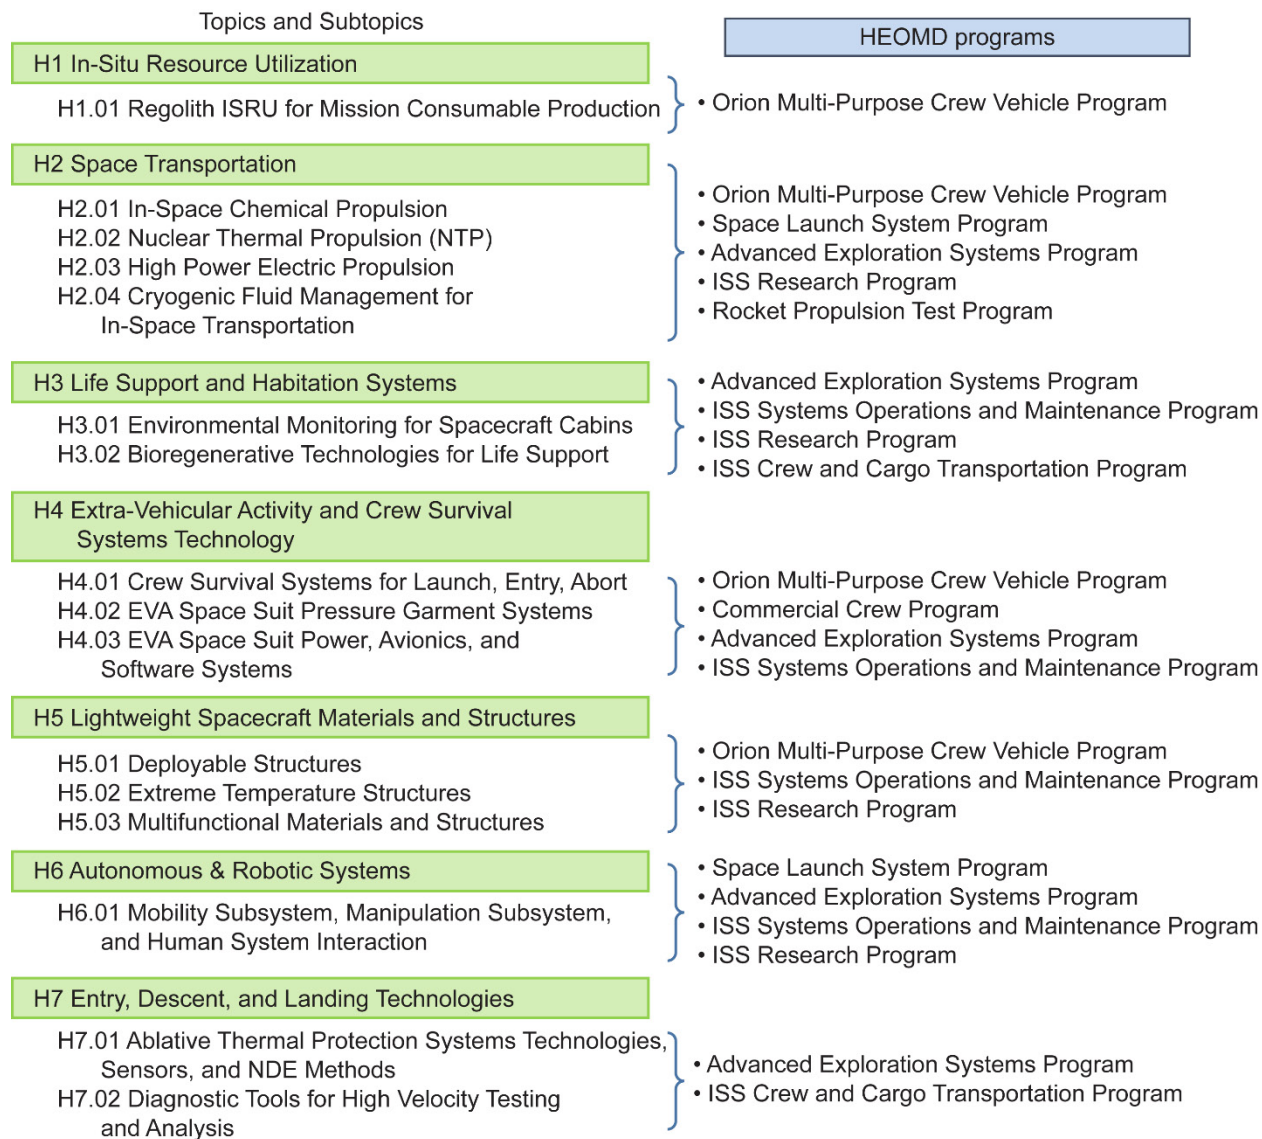 Topics and Subtopics
HEOMD programs
H1 In-Situ Resource Utilization
H1.01 Regolith ISRU for Mission Consumable Production
• Orion Multi-Purpose Crew Vehicle Program
H2 Space Transportation
H2.01 In-Space Chemical Propulsion
H2.02 Nuclear Thermal Propulsion (NTP)
H2.03 High Power Electric Propulsion
H2.04 Cryogenic Fluid Management for
In-Space Transportation
• Orion Multi-Purpose Crew Vehicle Program
• Space Launch System Program
• Advanced Exploration Systems Program
• ISS Research Program
• Rocket Propulsion Test Program
H3 Life Support and Habitation Systems
H3.01 Environmental Monitoring for Spacecraft Cabins
H3.02 Bioregenerative Technologies for Life Support
• Advanced Exploration Systems Program
• ISS Systems Operations and Maintenance Program
• ISS Research Program
• ISS Crew and Cargo Transportation Program
H4 Extra-Vehicular Activity and Crew Survival
Systems Technology
H4.01 Crew Survival Systems for Launch, Entry, Abort
H4.02 EVA Space Suit Pressure Garment Systems
H4.03 EVA Space Suit Power, Avionics, and
Software Systems
• Orion Multi-Purpose Crew Vehicle Program
• Commercial Crew Program
• Advanced Exploration Systems Program
• ISS Systems Operations and Maintenance Program
H5 Lightweight Spacecraft Materials and Structures
H5.01 Deployable Structures
H5.02 Extreme Temperature Structures
H5.03 Multifunctional Materials and Structures
• Orion Multi-Purpose Crew Vehicle Program
• ISS Systems Operations and Maintenance Program
• ISS Research Program
H6 Autonomous & Robotic Systems
H6.01 Mobility Subsystem, Manipulation Subsystem,
and Human System Interaction
• Space Launch System Program
• Advanced Exploration Systems Program
• ISS Systems Operations and Maintenance Program
• ISS Research Program
H7 Entry, Descent, and Landing Technologies
H7.01 Ablative Thermal Protection Systems Technologies,
Sensors, and NDE Methods
H7.02 Diagnostic Tools for High Velocity Testing
and Analysis
• Advanced Exploration Systems Program
• ISS Crew and Cargo Transportation Program